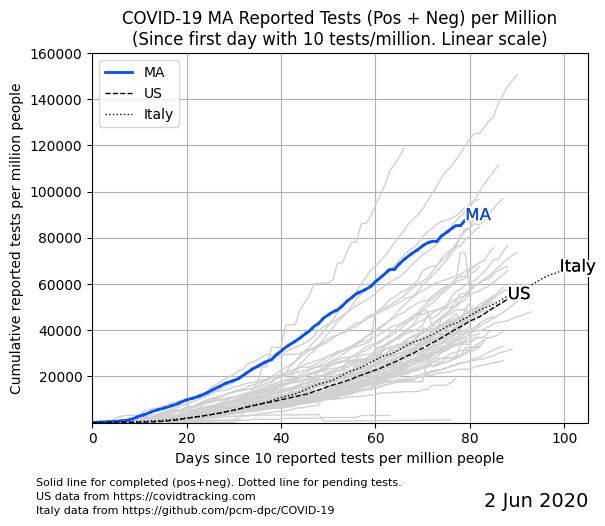 COVID-19 MA Reported Tests (Pos + Neg) per Million
(Since first day with 10 tests/million. Linear scale)
160000
140000
120000
100000
80000
60000
40000
20000
Cumulative reported tests per million people
MA
US
Italy
MA
Italy
US
0 20 40 60 80 100
Days since 10 reported tests per million people
Solid line for completed (pos+neg). Dotted line for pending tests.
US data from https://covidtracking.com
Italy data from https://github.com/pcm-dpc/COVID-19
2 Jun 2020